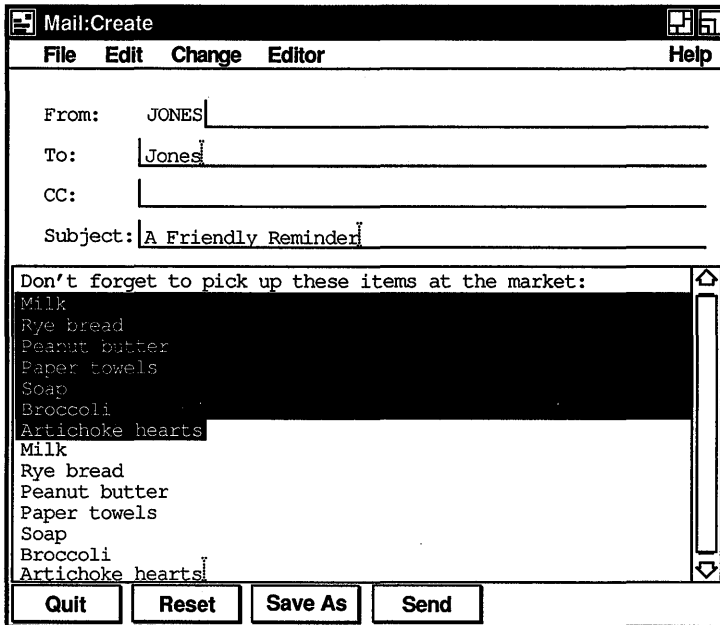 Mail:Create
File Edit Change Editor Help
From: JONES
To: Jones
CC:
Subject: A Friendly Reminder
Don't forget to pick up these items at the market:
Milk
Rye bread
Peanut butter
Paper towels
Soap
Broccoli
Artichoke hearts
Milk
Rye bread
Peanut butter
Paper towels
Soap
Broccoli
Artichoke hearts
Quit Reset Save As Send